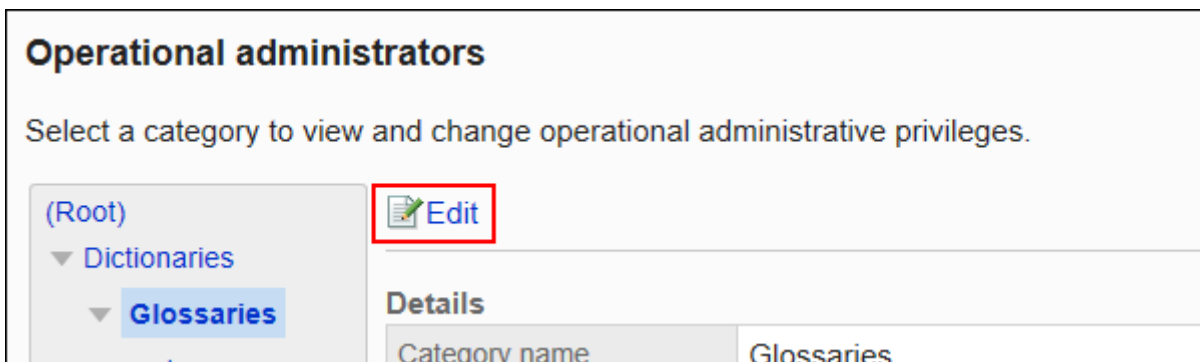 Operational administrators
Select a category to view and change operational administrative privileges.
(Root)
Edit
Dictionaries
Glossaries
Details
Category name
Glossaries